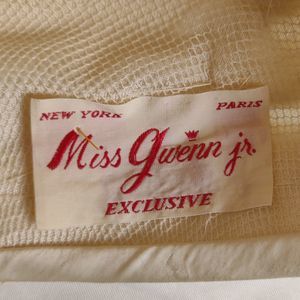 NEW YORK PARIS
Miss Gwenn jr.
EXCLUSIVE